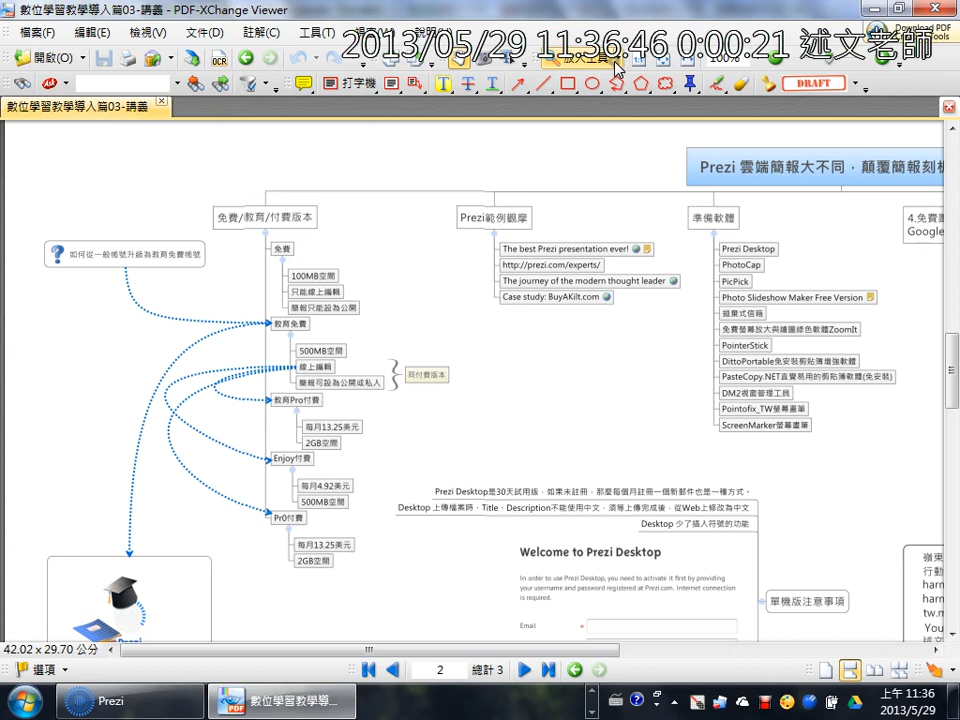 數位學習教學導入篇03-講義 * - PDF-XChange Viewer
檔案(F) 編輯(E) 檢視(V) 文件(D) 註解(C) 工具(T)
2013/05/29 11:36:46 0:00:21 述文老師
Download PDF
開啟(O) OCR 100%
打字機 T T T DRAFT
數位學習教學導入篇03-講義
Prezi 雲端簡報大不同，顛覆簡報刻板
免費/教育/付費版本 Prezi範例觀摩 準備軟體
4.免費
Google
如何從一般帳號升級為教育免費帳號
免費
100MB空間
只能線上編輯
簡報只能設為公開
教育免費
500MB空間
線上編輯
簡報可設為公開或私人
同付費版本
教育Pro付費
每月13.25美元
2GB空間
Enjoy付費
每月4.92美元
500MB空間
Pr0付費
每月13.25美元
2GB空間
The best Prezi presentation ever!
http://prezi.com/experts/
The journey of the modern thought leader
Case study: BuyAKilt.com
Prezi Desktop
PhotoCap
PicPick
Photo Slideshow Maker Free Version
拋棄式信箱
免費螢幕放大與繪圖綠色軟體ZoomIt
PointerStick
DittoPortable免安裝剪貼簿增強軟體
PasteCopy.NET直覺易用的剪貼簿軟體(免安裝)
DM2視窗管理工具
Pointofix_TW螢幕畫筆
ScreenMarker螢幕畫筆
Prezi Desktop是30天試用版，如果未註冊，那麼每個月註冊一個新郵件也是一種方式。
Desktop 上傳檔案時、Title、Description不能使用中文，須等上傳完成後，從Web上修改為中文
Desktop 少了插人符號的功能
Welcome to Prezi Desktop
In order to use Prezi Desktop, you need to activate it first by providing
your username and password registered at Prezi.com. Internet connection
is required.
Email *
單機版注意事項
嶺東
行動
harm
harn
tw.m
You
42.02 x 29.70 公分
選項 2 總計 3
Prezi 數位學習教學導... 上午 11:36
2013/5/29